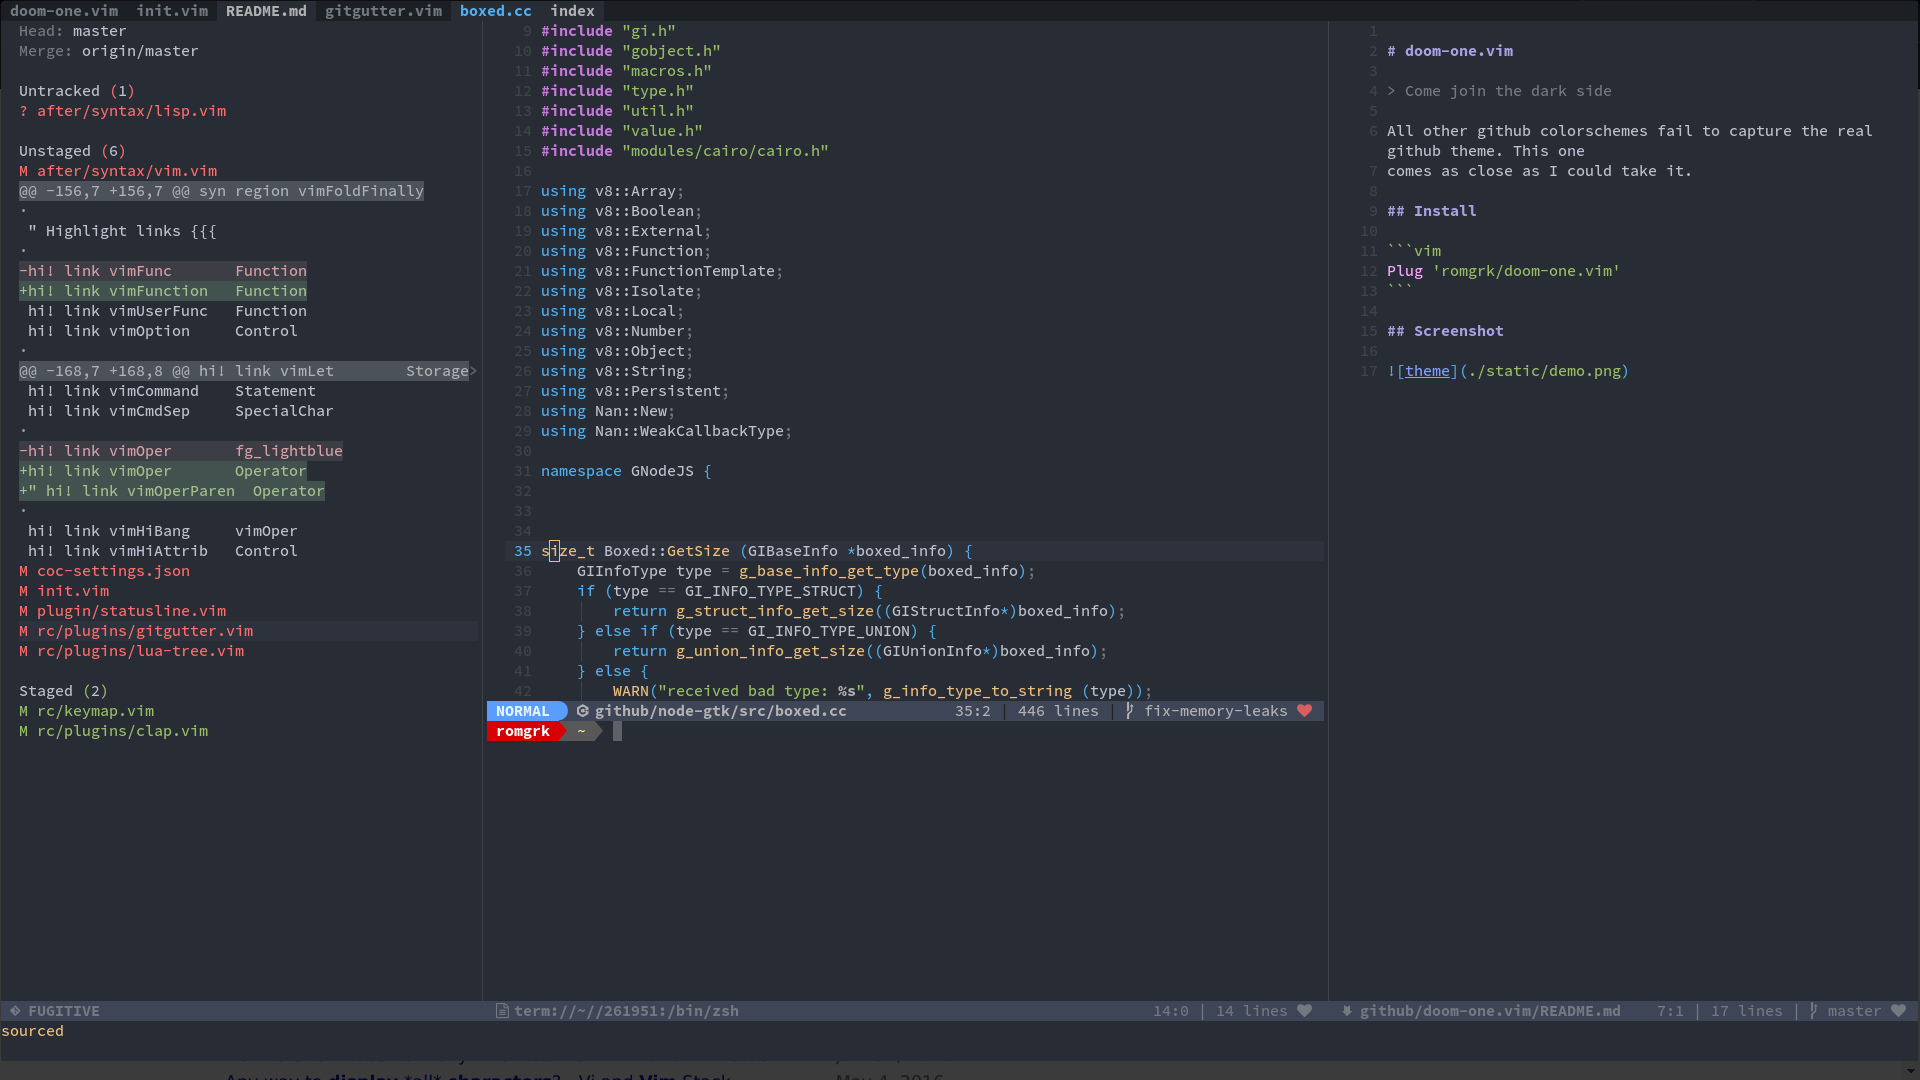 doom-one.vim init.vim README.md gitgutter.vim boxed.cc index
Head: master
Merge: origin/master
Untracked (1)
? after/syntax/lisp.vim
Unstaged (6)
M after/syntax/vim.vim
@@ -156,7 +156,7 @@ syn region vimFoldFinally
" Highlight links {{{
-hi! link vimFunc       Function
+hi! link vimFunction   Function
hi! link vimUserFunc   Function
hi! link vimOption     Control
@@ -168,7 +168,8 @@ hi! link vimLet        Storage>
hi! link vimCommand    Statement
hi! link vimCmdSep     SpecialChar
-hi! link vimOper       fg_lightblue
+hi! link vimOper       Operator
+" hi! link vimOperParen  Operator
hi! link vimHiBang     vimOper
hi! link vimHiAttrib   Control
M coc-settings.json
M init.vim
M plugin/statusline.vim
M rc/plugins/gitgutter.vim
M rc/plugins/lua-tree.vim
Staged (2)
M rc/keymap.vim
M rc/plugins/clap.vim
9 #include "gi.h"
10 #include "gobject.h"
11 #include "macros.h"
12 #include "type.h"
13 #include "util.h"
14 #include "value.h"
15 #include "modules/cairo/cairo.h"
16
17 using v8::Array;
18 using v8::Boolean;
19 using v8::External;
20 using v8::Function;
21 using v8::FunctionTemplate;
22 using v8::Isolate;
23 using v8::Local;
24 using v8::Number;
25 using v8::Object;
26 using v8::String;
27 using v8::Persistent;
28 using Nan::New;
29 using Nan::WeakCallbackType;
30
31 namespace GNodeJS {
32
33
34
35 size_t Boxed::GetSize (GIBaseInfo *boxed_info) {
36     GIInfoType type = g_base_info_get_type(boxed_info);
37     if (type == GI_INFO_TYPE_STRUCT) {
38         return g_struct_info_get_size((GIStructInfo*)boxed_info);
39     } else if (type == GI_INFO_TYPE_UNION) {
40         return g_union_info_get_size((GIUnionInfo*)boxed_info);
41     } else {
42         WARN("received bad type: %s", g_info_type_to_string (type));
NORMAL github/node-gtk/src/boxed.cc 35:2 | 446 lines | fix-memory-leaks
romgrk ~
1
2 # doom-one.vim
3
4 > Come join the dark side
5
6 All other github colorschemes fail to capture the real
github theme. This one
7 comes as close as I could take it.
8
9 ## Install
10
11 ```vim
12 Plug 'romgrk/doom-one.vim'
13 ```
14
15 ## Screenshot
16
17 ![theme](./static/demo.png)
FUGITIVE
term://~//261951:/bin/zsh 14:0 | 14 lines
github/doom-one.vim/README.md 7:1 | 17 lines | master
sourced